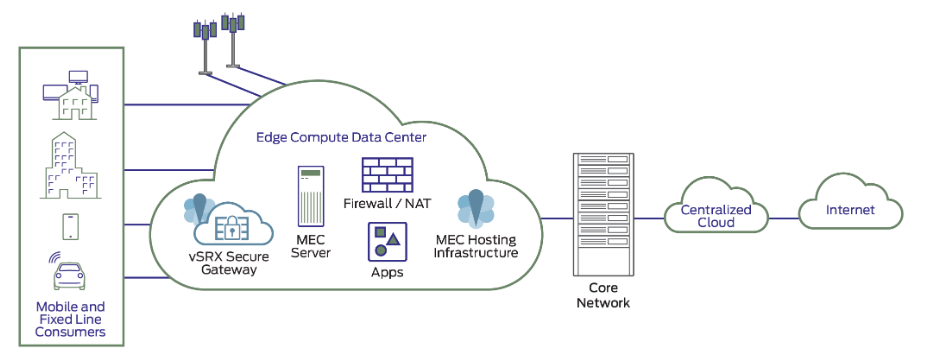 Edge Compute Data Center
Firewall / NAT
vSRX Secure
Gateway
MEC
Server
Apps
MEC Hosting
Infrastructure
Mobile and
Fixed Line
Consumers
Core
Network
Centralized
Cloud
Internet